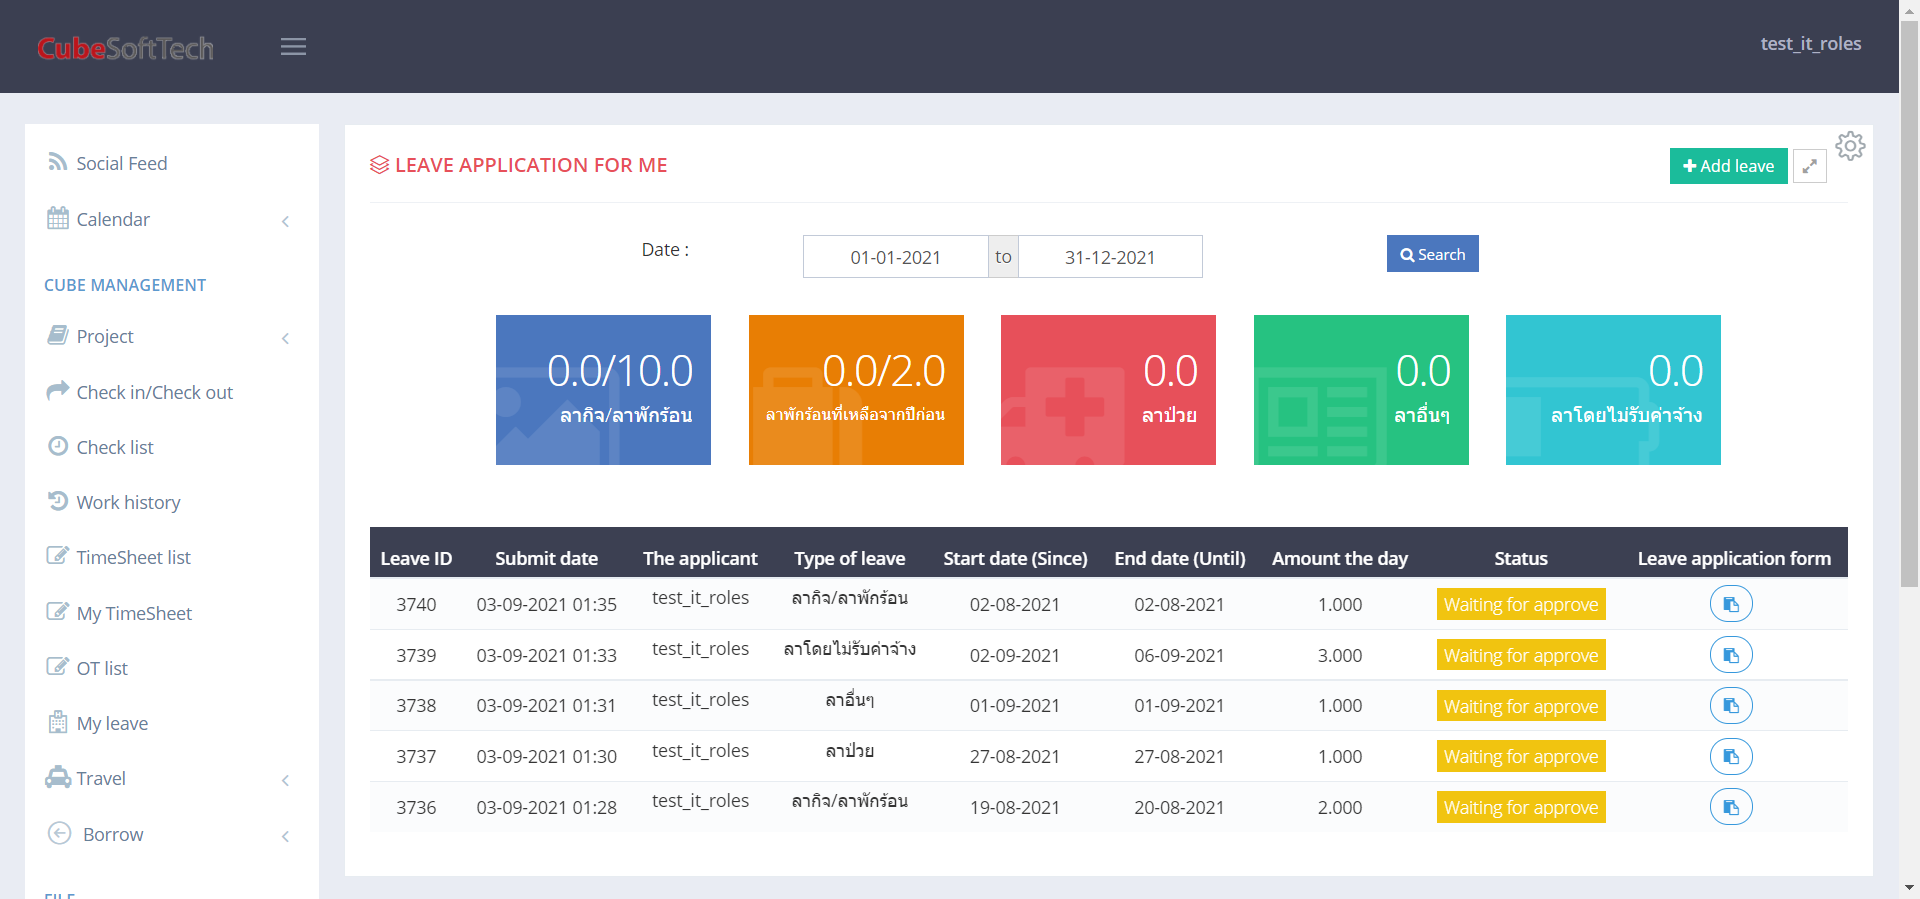 CubeSoftTech
test_it_roles
Social Feed
Calendar
CUBE MANAGEMENT
Project
Check in/Check out
Check list
Work history
TimeSheet list
My TimeSheet
OT list
My leave
Travel
Borrow
FILE
LEAVE APPLICATION FOR ME
Add leave
Date :
01-01-2021 to 31-12-2021
Search
0.0/10.0
ลากิจ/ลาพักร้อน
0.0/2.0
ลาพักร้อนที่เหลือจากปีก่อน
0.0
ลาป่วย
0.0
ลาอื่นๆ
0.0
ลาโดยไม่รับค่าจ้าง
Leave ID Submit date The applicant Type of leave Start date (Since) End date (Until) Amount the day Status Leave application form
3740 03-09-2021 01:35 test_it_roles ลากิจ/ลาพักร้อน 02-08-2021 02-08-2021 1.000 Waiting for approve
3739 03-09-2021 01:33 test_it_roles ลาโดยไม่รับค่าจ้าง 02-09-2021 06-09-2021 3.000 Waiting for approve
3738 03-09-2021 01:31 test_it_roles ลาอื่นๆ 01-09-2021 01-09-2021 1.000 Waiting for approve
3737 03-09-2021 01:30 test_it_roles ลาป่วย 27-08-2021 27-08-2021 1.000 Waiting for approve
3736 03-09-2021 01:28 test_it_roles ลากิจ/ลาพักร้อน 19-08-2021 20-08-2021 2.000 Waiting for approve